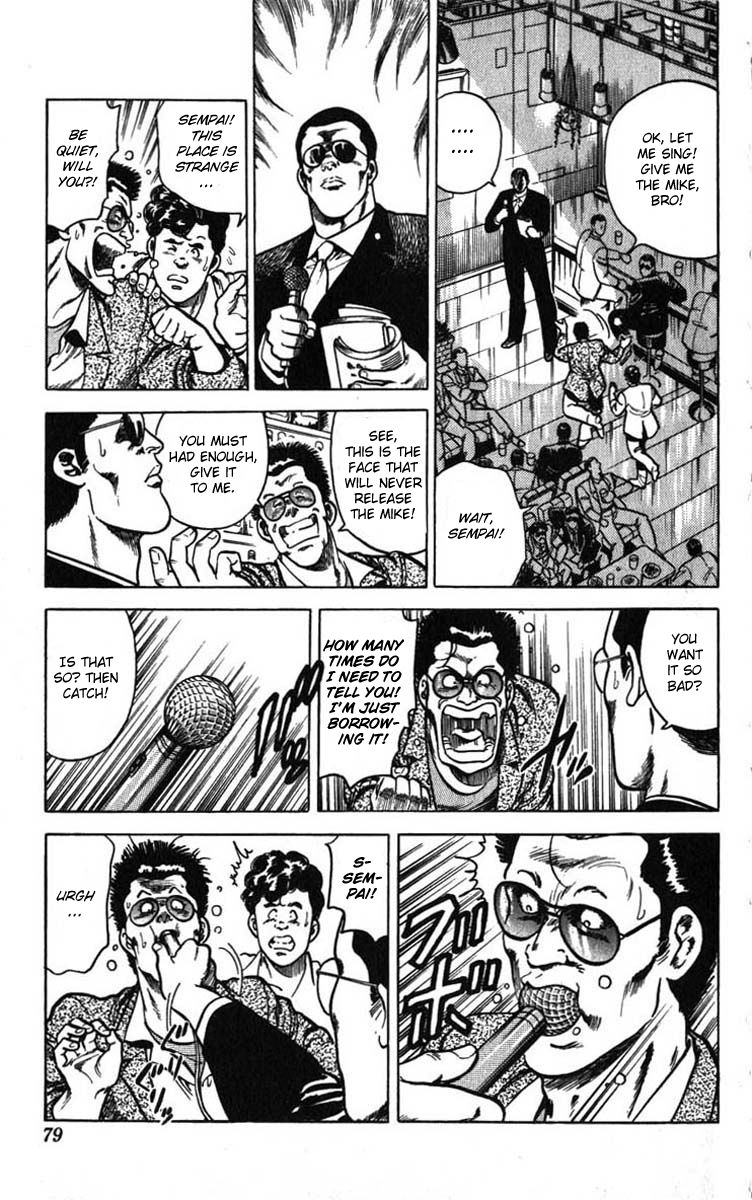 OK, LET
ME SING!
GIVE ME
THE MIKE,
BRO!
....
....
WAIT,
SEMPAI!
SEMPAI!
THIS
PLACE IS
STRANGE
...
BE
QUIET,
WILL
YOU?!
SEE,
THIS IS
THE FACE THAT
WILL NEVER
RELEASE
THE MIKE!
YOU MUST
HAD ENOUGH,
GIVE IT
TO ME.
YOU
WANT
IT SO
BAD?
HOW MANY
TIMES DO
I NEED TO
TELL YOU!
I'M JUST
BORROW-
ING IT!
IS THAT
SO? THEN
CATCH!
ズボッ
S-
SEM-
PAI!
URGH
...
79